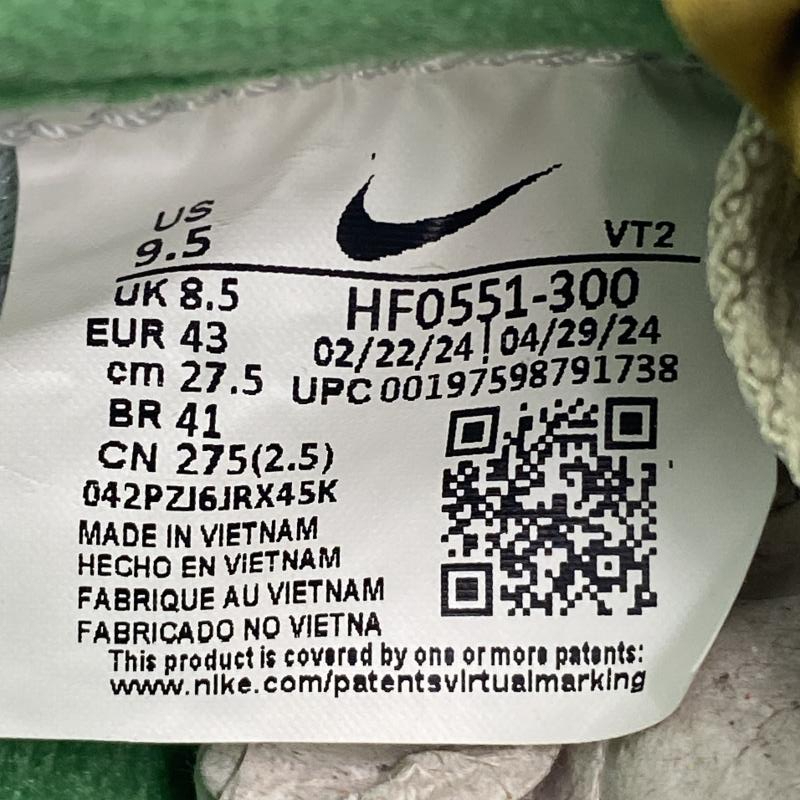 US
9.5
VT2
UK 8.5
HF0551-300
EUR 43
02/22/24 | 04/29/24
cm 27.5
UPC 00197598791738
BR 41
CN 275(2.5)
042PZJ6JRX45K
MADE IN VIETNAM
HECHO EN VIETNAM
FABRIQUE AU VIETNAM
FABRICADO NO VIETNA
This product is covered by one or more patents:
www.nike.com/patentsvirtualmarking